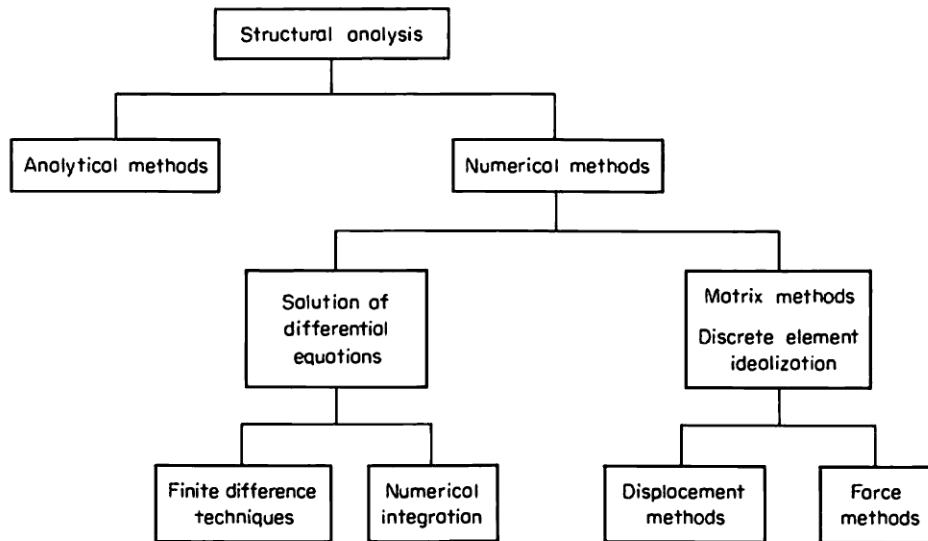 Structural analysis
Analytical methods
Numerical methods
Solution of
differential
equations
Matrix methods
Discrete element
idealization
Finite difference
techniques
Numerical
integration
Displacement
methods
Force
methods